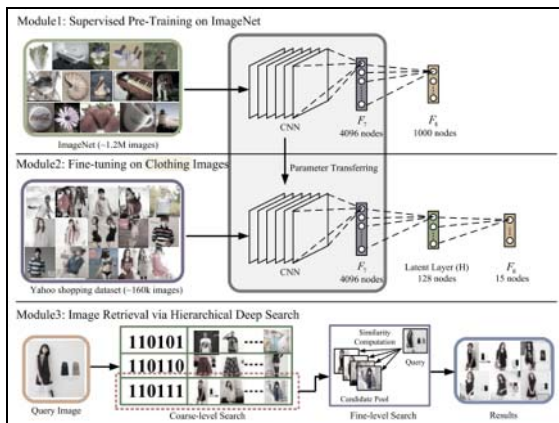 Module1: Supervised Pre-Training on ImageNet
ImageNet (~1.2M images)
CNN
F7
4096 nodes
F8
1000 nodes
Parameter Transferring
Module2: Fine-tuning on Clothing Images
Yahoo shopping dataset (~160k images)
CNN
F7
4096 nodes
Latent Layer (H)
128 nodes
F8
15 nodes
Module3: Image Retrieval via Hierarchical Deep Search
Query Image
110101
110110
110111
Coarse-level Search
Similarity
Computation
Query
Candidate Pool
Fine-level Search
Results